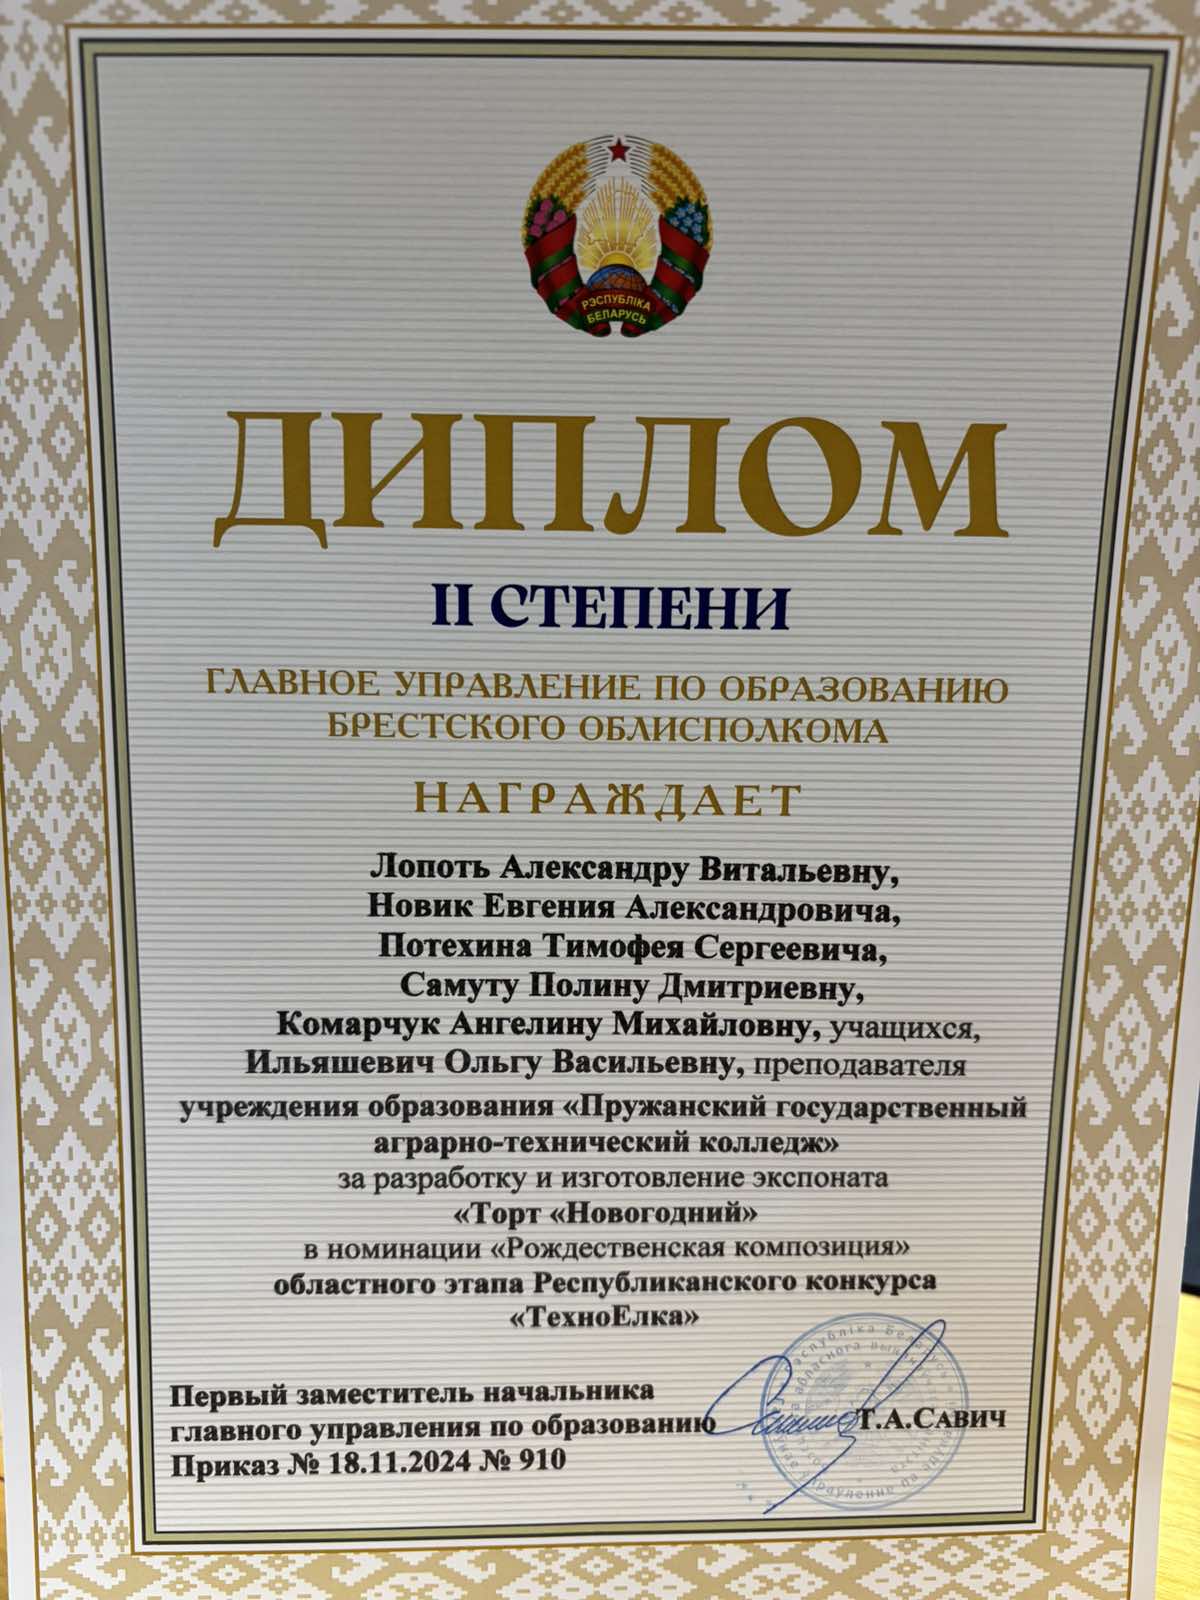 РЭСПУБЛІКА
БЕЛАРУСЬ
ДИПЛОМ
II СТЕПЕНИ
ГЛАВНОЕ УПРАВЛЕНИЕ ПО ОБРАЗОВАНИЮ
БРЕСТСКОГО ОБЛИСПОЛКОМА
НАГРАЖДАЕТ
Лопоть Александру Витальевну,
Новик Евгения Александровича,
Потехина Тимофея Сергеевича,
Самуту Полину Дмитриевну,
Комарчук Ангелину Михайловну, учащихся,
Ильяшевич Ольгу Васильевну, преподавателя
учреждения образования «Пружанский государственный
аграрно-технический колледж»
за разработку и изготовление экспоната
«Торт «Новогодний»
в номинации «Рождественская композиция»
областного этапа Республиканского конкурса
«ТехноЕлка»
Первый заместитель начальника
главного управления по образованию Т.А.САВИЧ
Приказ № 18.11.2024 № 910
Рэспубліка Беларусь